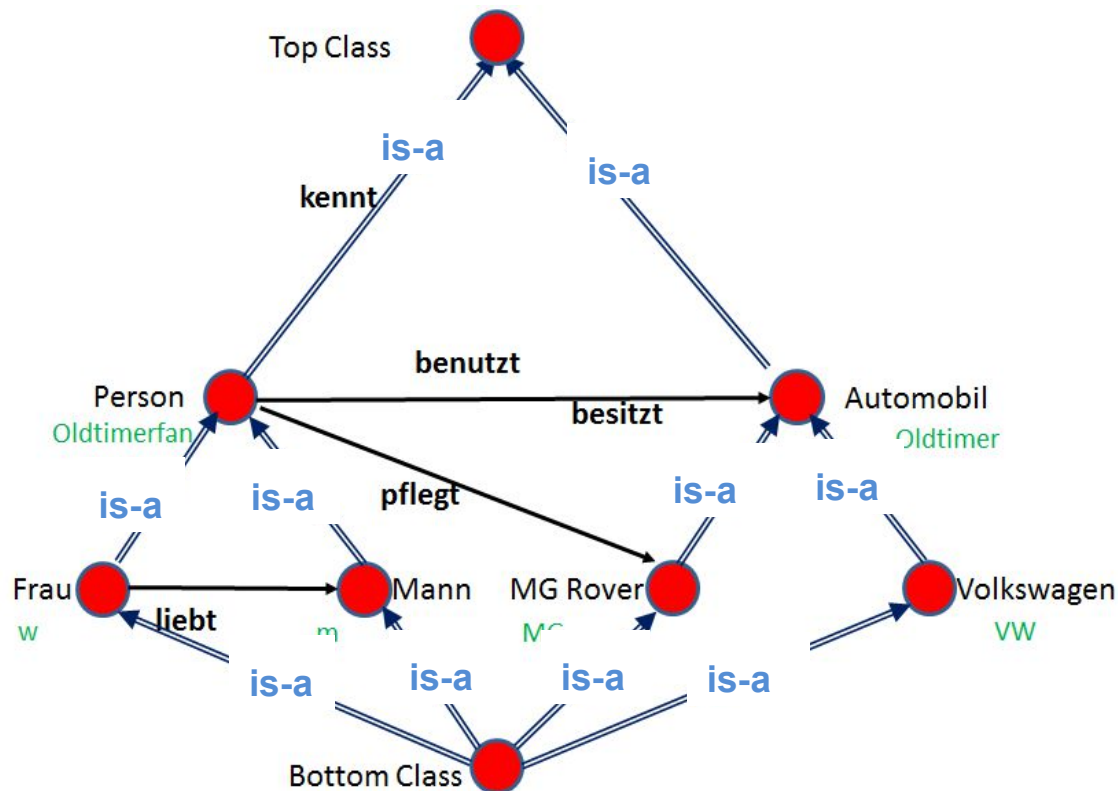 Top Class
is-a
is-a
kennt
benutzt
Person
Automobil
besitzt
Oldtimerfan
Oldtimer
pflegt
is-a
is-a
is-a
is-a
Frau
Mann
MG Rover
Volkswagen
liebt
w
m
VW
is-a
is-a
is-a
is-a
Bottom Class